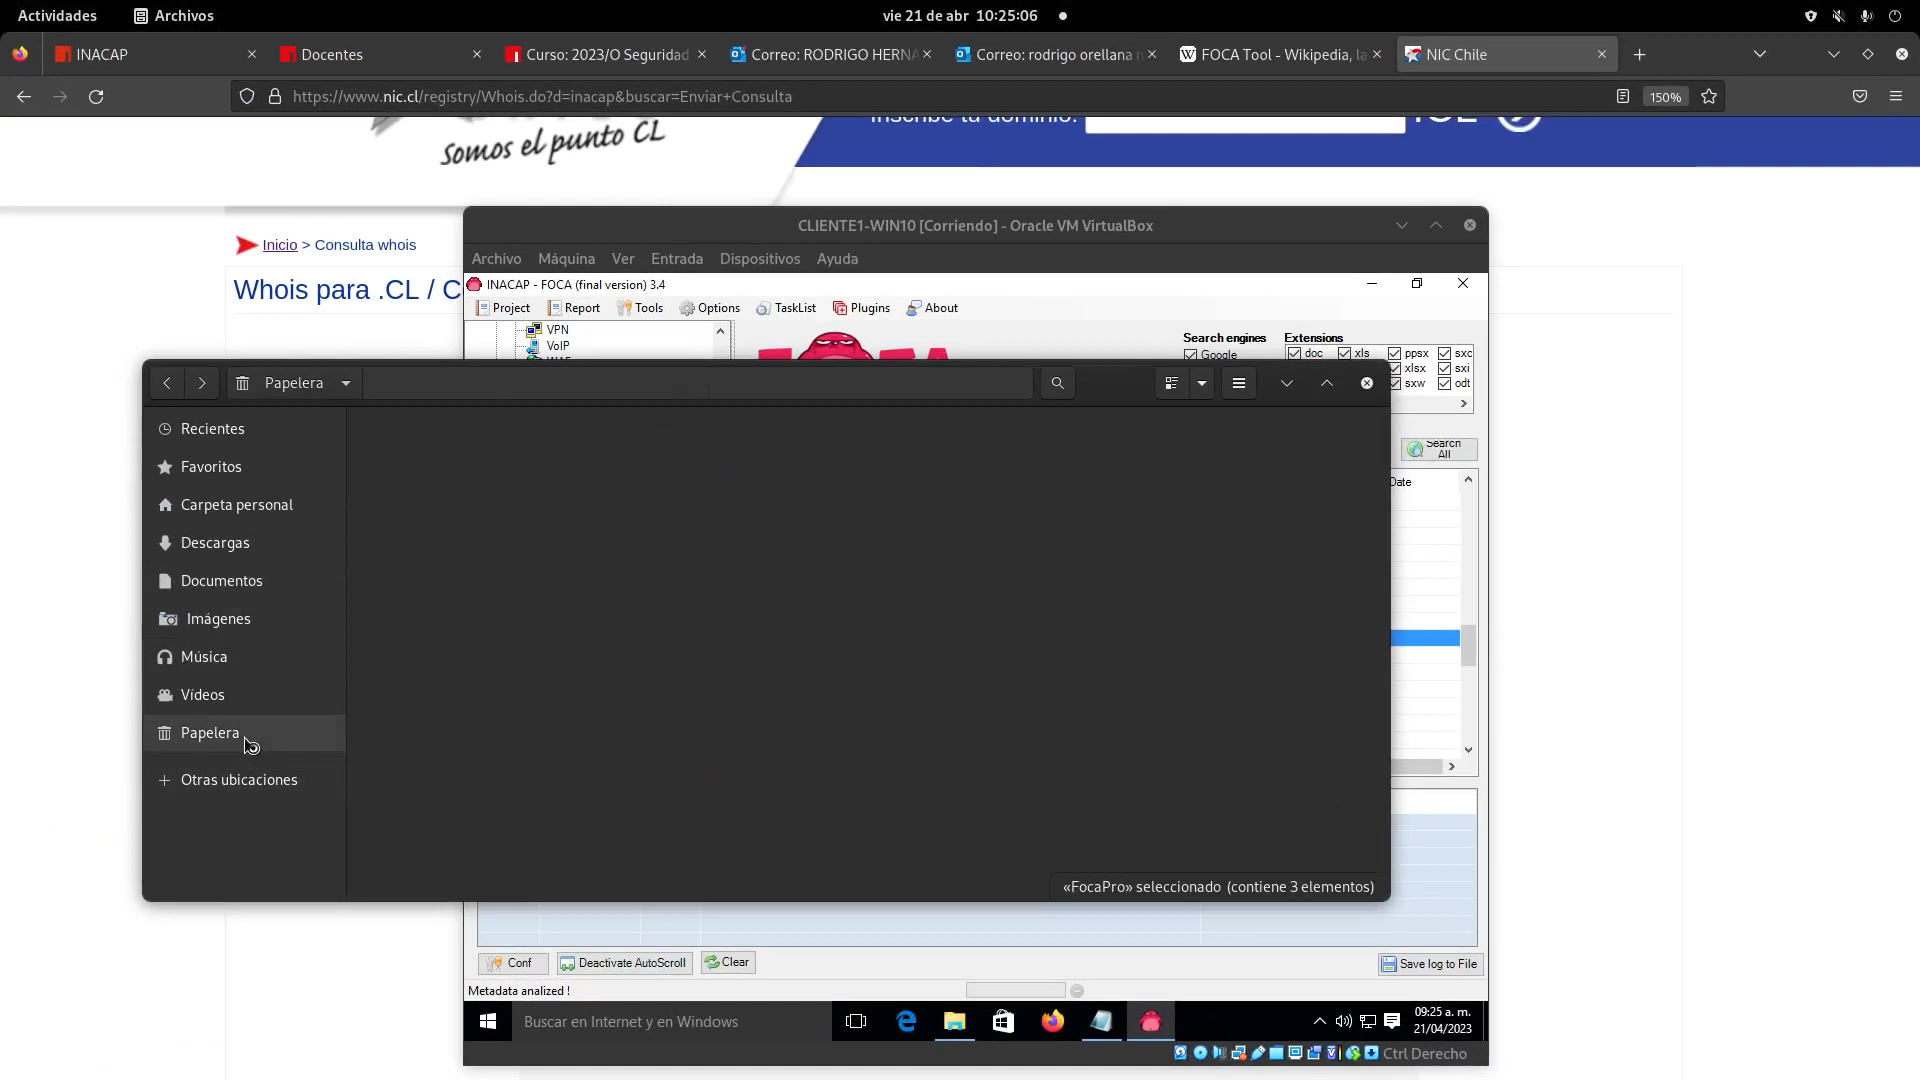 Actividades Archivos vie 21 de abr 10:25:06
INACAP Docentes Curso: 2023/O Seguridad Correo: RODRIGO HERNA Correo: rodrigo orellana FOCA Tool - Wikipedia, la NIC Chile
https://www.nic.cl/registry/Whois.do?d=inacap&buscar=Enviar+Consulta 150%
somos el punto CL
Inscribe tu dominio: .CL
Inicio > Consulta whois
Whois para .CL / C
CLIENTE1-WIN10 [Corriendo] - Oracle VM VirtualBox
Archivo Máquina Ver Entrada Dispositivos Ayuda
INACAP - FOCA (final version) 3.4
Project Report Tools Options TaskList Plugins About
VPN
VoIP
Search engines Extensions
Google doc xls ppsx sxc
xlsx sxi
sxw odt
Search All
Date
Papelera
Recientes
Favoritos
Carpeta personal
Descargas
Documentos
Imágenes
Música
Vídeos
Papelera
Otras ubicaciones
«FocaPro» seleccionado (contiene 3 elementos)
Conf Deactivate AutoScroll Clear Save log to File
Metadata analized !
Buscar en Internet y en Windows 09:25 a. m.
21/04/2023
Ctrl Derecho